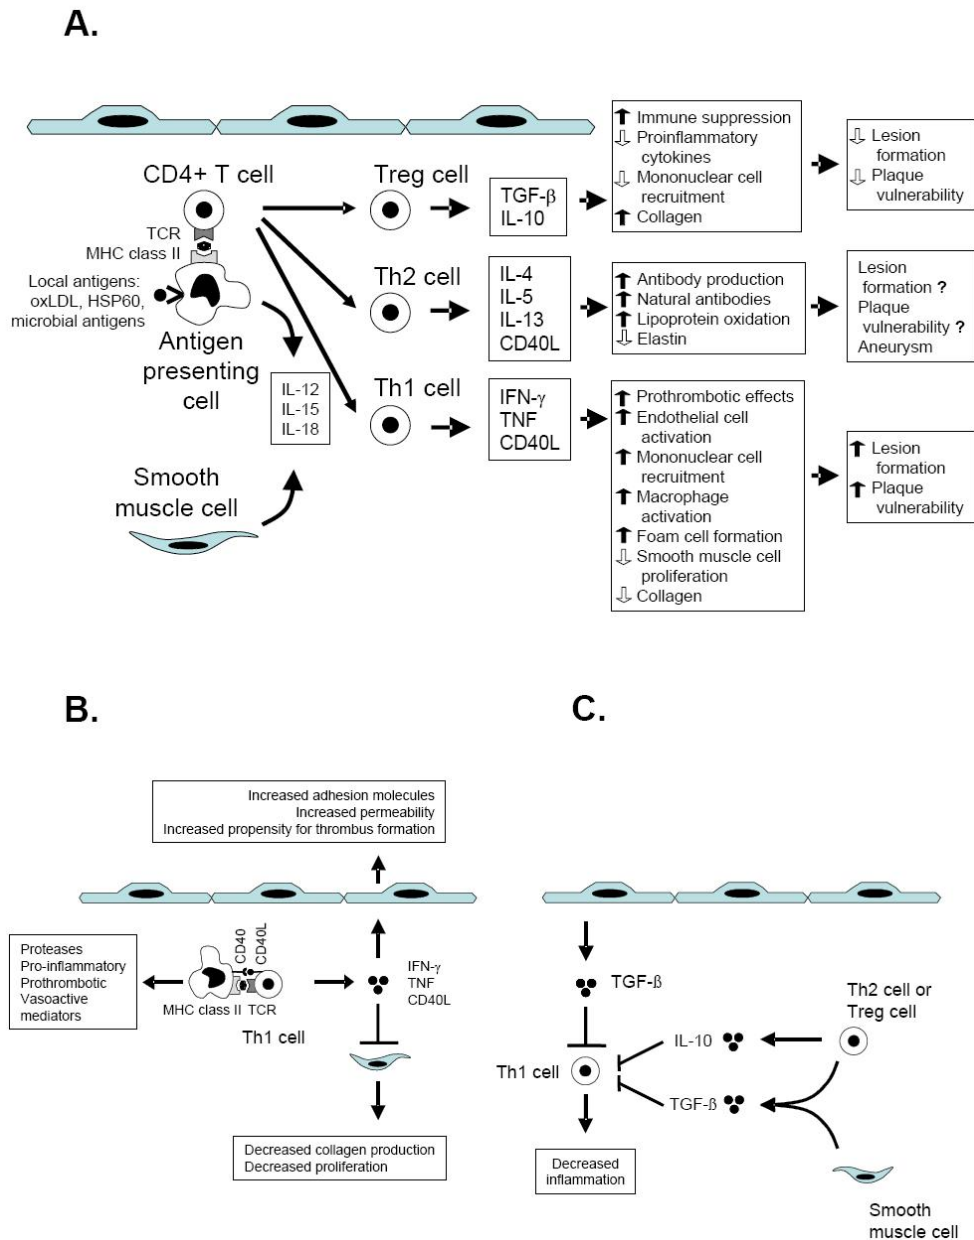 A.
CD4+ T cell
TCR
MHC class II
Local antigens:
oxLDL, HSP60,
microbial antigens
Antigen
presenting
cell
IL-12
IL-15
IL-18
Smooth
muscle cell
Treg cell
TGF-β
IL-10
Immune suppression
Proinflammatory
cytokines
Mononuclear cell
recruitment
Collagen
Lesion
formation
Plaque
vulnerability
Th2 cell
IL-4
IL-5
IL-13
CD40L
Antibody production
Natural antibodies
Lipoprotein oxidation
Elastin
Lesion
formation ?
Plaque
vulnerability ?
Aneurysm
Th1 cell
IFN-γ
TNF
CD40L
Prothrombotic effects
Endothelial cell
activation
Mononuclear cell
recruitment
Macrophage
activation
Foam cell formation
Smooth muscle cell
proliferation
Collagen
Lesion
formation
Plaque
vulnerability
B.
Increased adhesion molecules
Increased permeability
Increased propensity for thrombus formation
Proteases
Pro-inflammatory
Prothrombotic
Vasoactive
mediators
CD40
CD40L
MHC class II TCR
Th1 cell
IFN-γ
TNF
CD40L
Decreased collagen production
Decreased proliferation
C.
TGF-ß
Th2 cell or
Treg cell
IL-10
Th1 cell
TGF-ß
Decreased
inflammation
Smooth
muscle cell